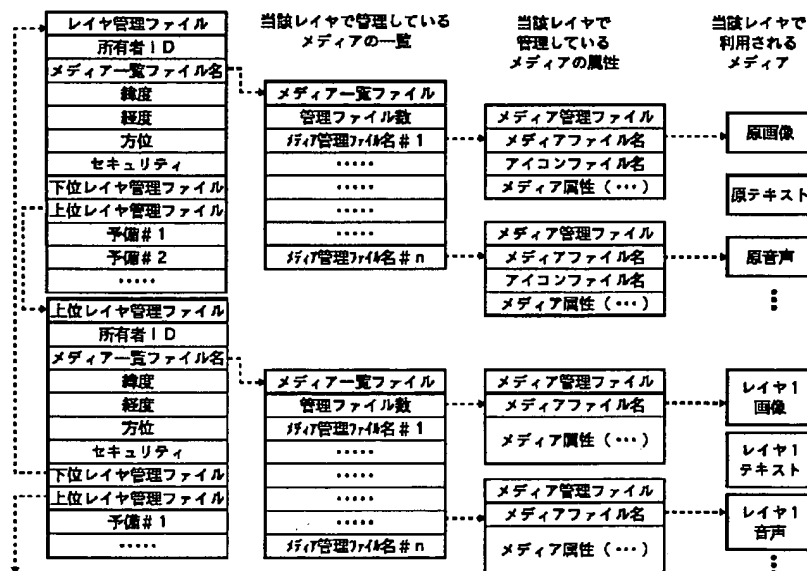 レイヤ管理ファイル
所有者ID
メディア一覧ファイル名
緯度
経度
方位
セキュリティ
下位レイヤ管理ファイル
上位レイヤ管理ファイル
予備#1
予備#2
・・・・・
上位レイヤ管理ファイル
所有者ID
メディア一覧ファイル名
緯度
経度
方位
セキュリティ
下位レイヤ管理ファイル
上位レイヤ管理ファイル
予備#1
・・・・・
当該レイヤで管理している
メディアの一覧
メディア一覧ファイル
管理ファイル数
メディア管理ファイル名#1
・・・・・
・・・・・
・・・・・
・・・・・
メディア管理ファイル名#n
メディア一覧ファイル
管理ファイル数
メディア管理ファイル名#1
・・・・・
・・・・・
・・・・・
・・・・・
メディア管理ファイル名#n
当該レイヤで
管理している
メディアの属性
メディア管理ファイル
メディアファイル名
アイコンファイル名
メディア属性(・・・)
メディア管理ファイル
メディアファイル名
アイコンファイル名
メディア属性(・・・)
メディア管理ファイル
メディアファイル名
メディア属性(・・・)
メディア管理ファイル
メディアファイル名
メディア属性(・・・)
当該レイヤで
利用される
メディア
原画像
原テキスト
原音声
レイヤ1
画像
レイヤ1
テキスト
レイヤ1
音声